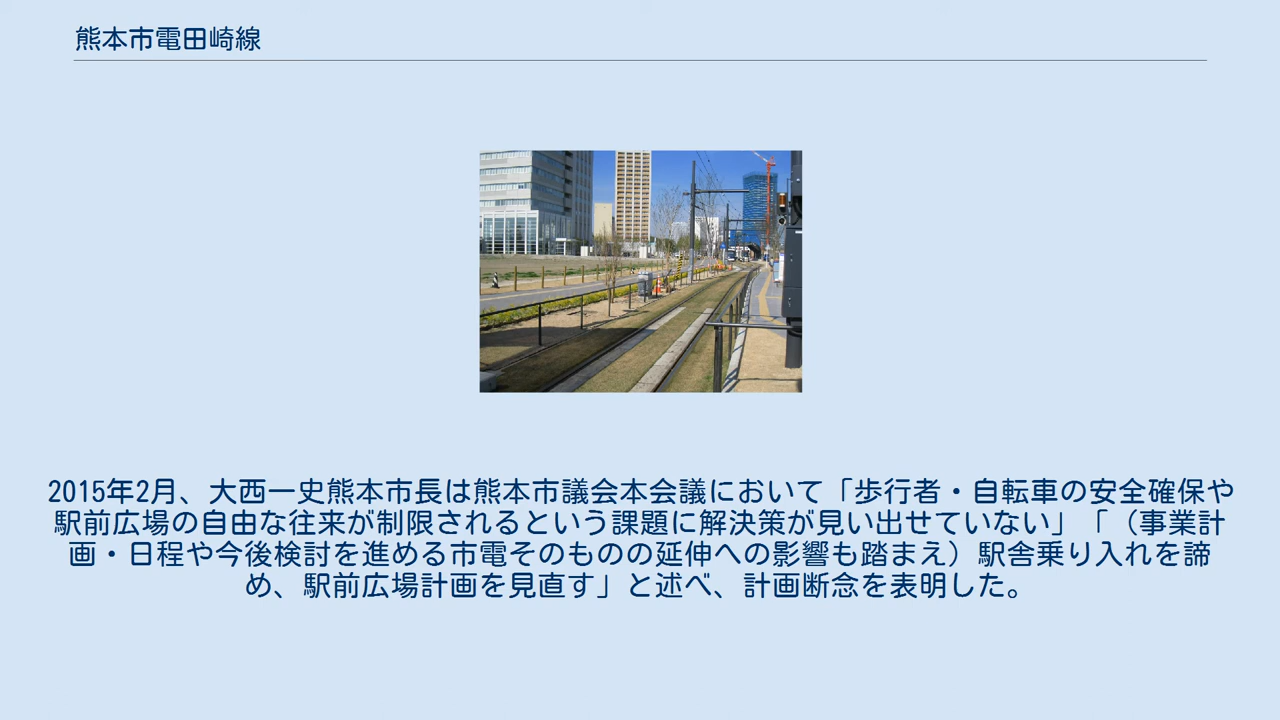 熊本市電田崎線
2015年2月、大西一史熊本市長は熊本市議会本会議において「歩行者・自転車の安全確保や
駅前広場の自由な往来が制限されるという課題に解決策が見い出せていない」「（事業計
画・日程や今後検討を進める市電そのものの延伸への影響も踏まえ）駅舎乗り入れを諦
め、駅前広場計画を見直す」と述べ、計画断念を表明した。